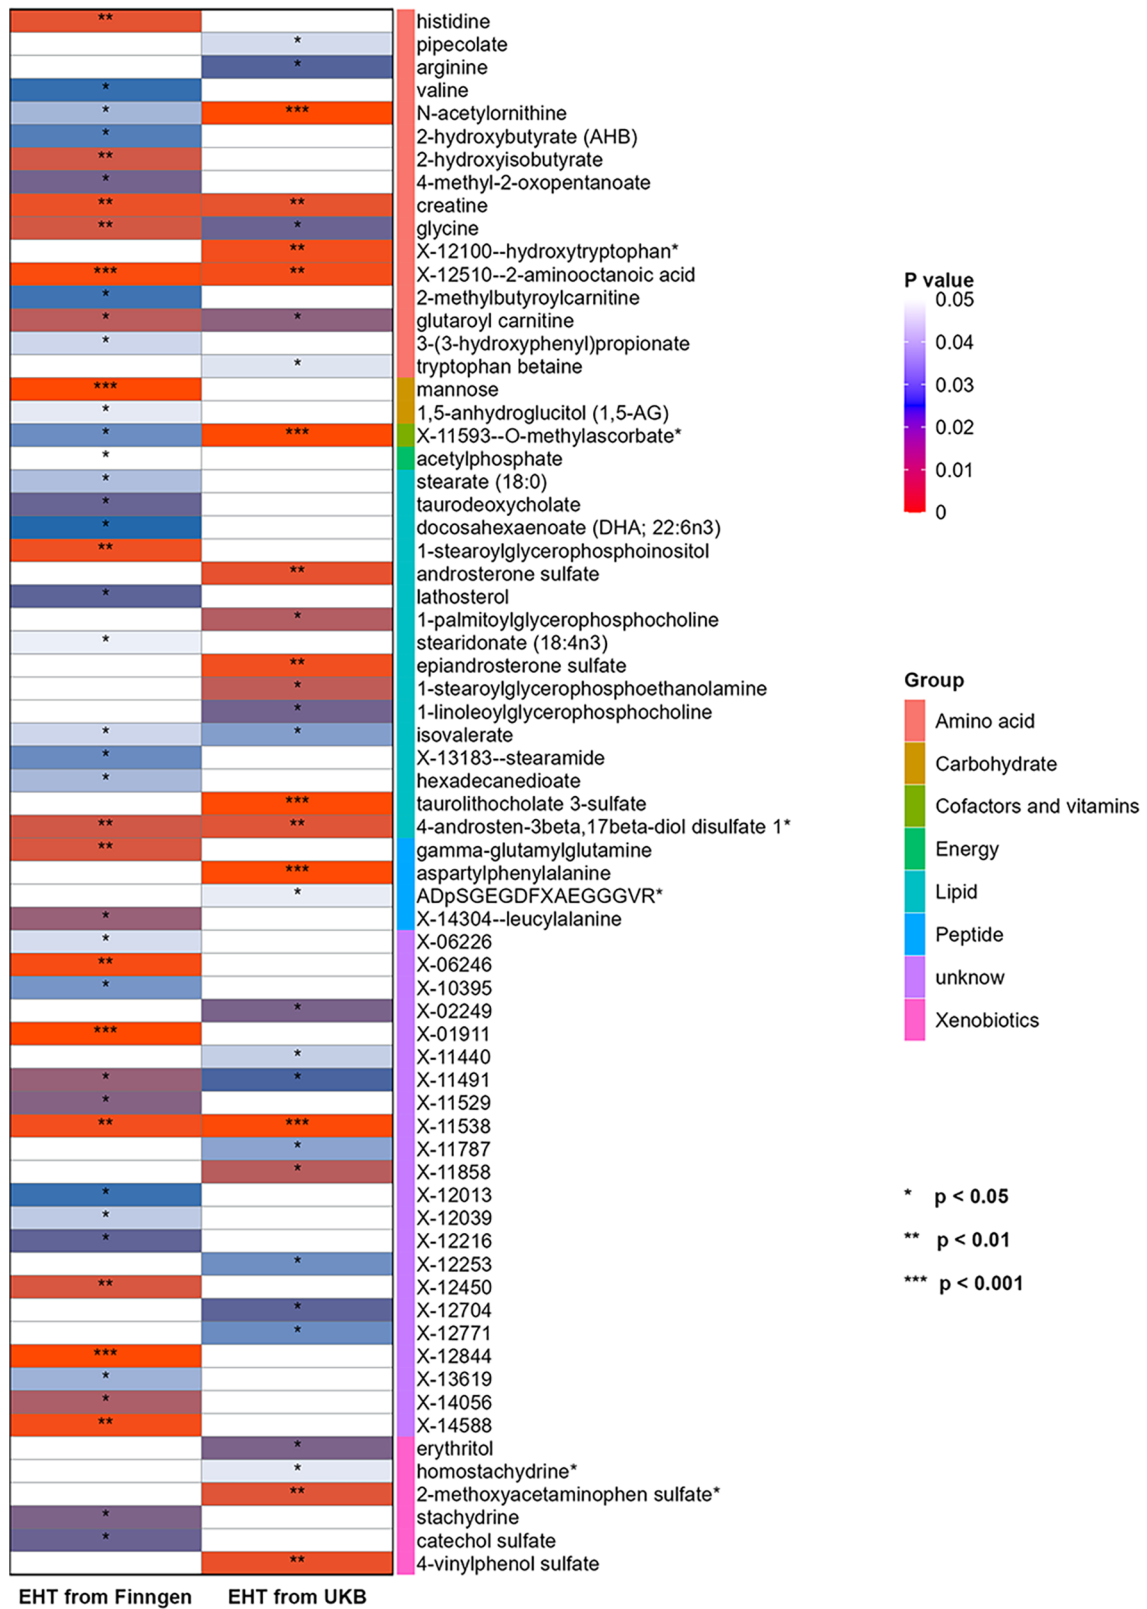 ** histidine
* pipecolate
* arginine
* valine
* *** N-acetylornithine
* 2-hydroxybutyrate (AHB)
** 2-hydroxyisobutyrate
* 4-methyl-2-oxopentanoate
** ** creatine
** * glycine
** X-12100--hydroxytryptophan*
*** ** X-12510--2-aminooctanoic acid
* 2-methylbutyroylcarnitine
* * glutaroyl carnitine
* 3-(3-hydroxyphenyl)propionate
* tryptophan betaine
*** mannose
* 1,5-anhydroglucitol (1,5-AG)
* *** X-11593--O-methylascorbate*
* acetylphosphate
* stearate (18:0)
* taurodeoxycholate
* docosahexaenoate (DHA; 22:6n3)
** 1-stearoylglycerophosphoinositol
** androsterone sulfate
* lathosterol
* 1-palmitoylglycerophosphocholine
* stearidonate (18:4n3)
** epiandrosterone sulfate
* 1-stearoylglycerophosphoethanolamine
* 1-linoleoylglycerophosphocholine
* * isovalerate
* X-13183--stearamide
* hexadecanedioate
*** taurolithocholate 3-sulfate
** ** 4-androsten-3beta,17beta-diol disulfate 1*
** gamma-glutamylglutamine
*** aspartylphenylalanine
* ADpSGEGDFXAEGGGVR*
* X-14304--leucylalanine
* X-06226
** X-06246
* X-10395
* X-02249
*** X-01911
* X-11440
* * X-11491
* X-11529
** *** X-11538
* X-11787
* X-11858
* X-12013
* X-12039
* X-12216
* X-12253
** X-12450
* X-12704
* X-12771
*** X-12844
* X-13619
* X-14056
** X-14588
* erythritol
* homostachydrine*
** 2-methoxyacetaminophen sulfate*
* stachydrine
* catechol sulfate
** 4-vinylphenol sulfate
EHT from Finngen EHT from UKB
P value
0.05
0.04
0.03
0.02
0.01
0
Group
Amino acid
Carbohydrate
Cofactors and vitamins
Energy
Lipid
Peptide
unknow
Xenobiotics
* p < 0.05
** p < 0.01
*** p < 0.001